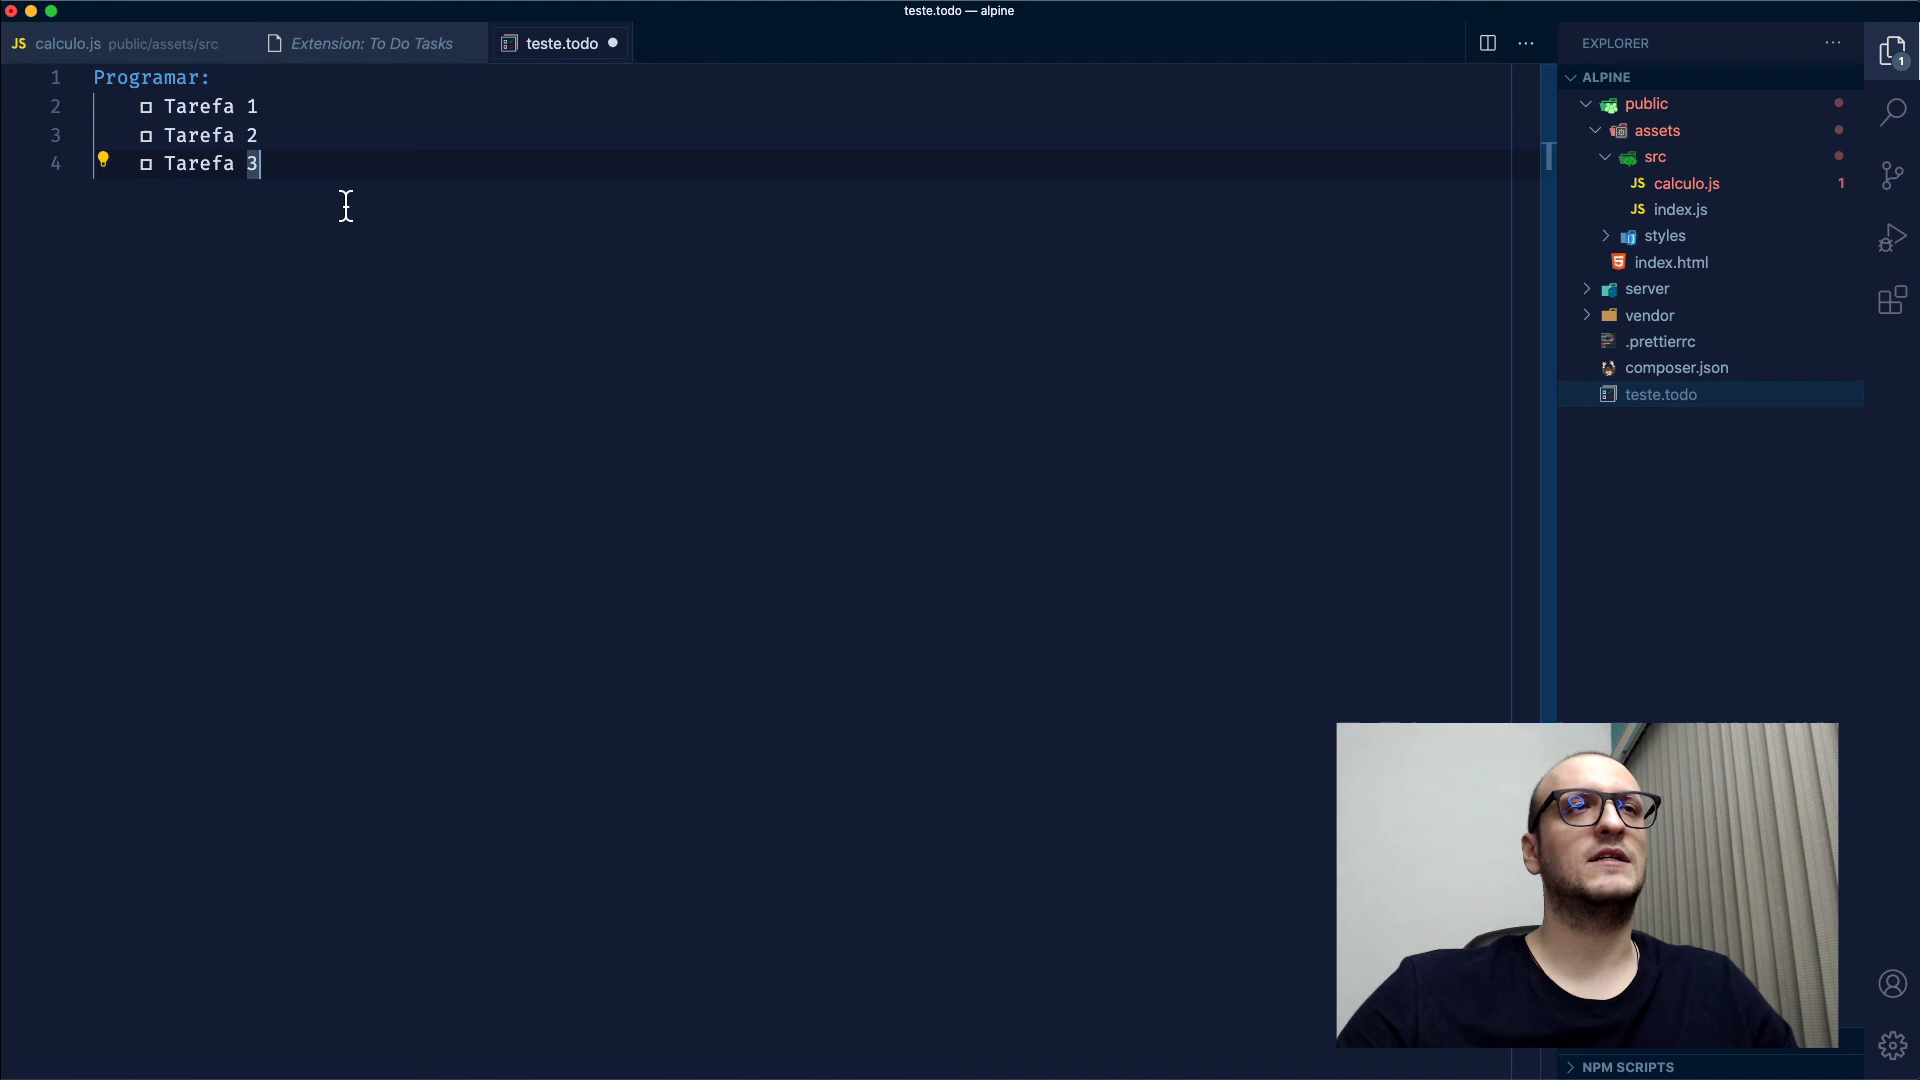 teste.todo — alpine
JS calculo.js public/assets/src
Extension: To Do Tasks
teste.todo
1 Programar:
2 Tarefa 1
3 Tarefa 2
4 Tarefa 3
EXPLORER
ALPINE
public
assets
src
JS calculo.js 1
JS index.js
styles
index.html
server
vendor
.prettierrc
composer.json
teste.todo
NPM SCRIPTS
1